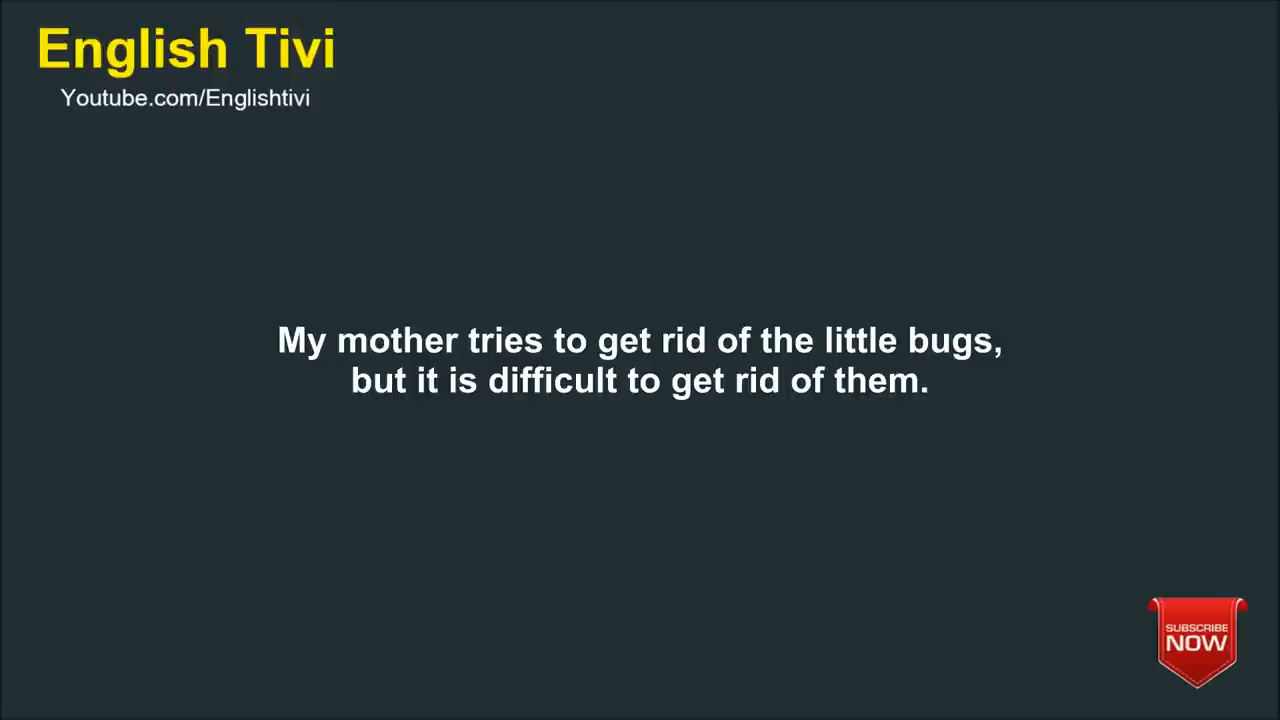 English Tivi
Youtube.com/Englishtivi
My mother tries to get rid of the little bugs,
but it is difficult to get rid of them.
SUBSCRIBE
NOW